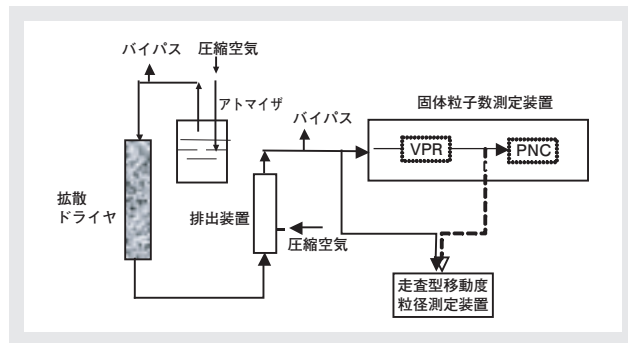 バイパス
圧縮空気
アトマイザ
バイパス
固体粒子数測定装置
VPR
PNC
拡散
ドライヤ
排出装置
圧縮空気
走査型移動度
粒径測定装置